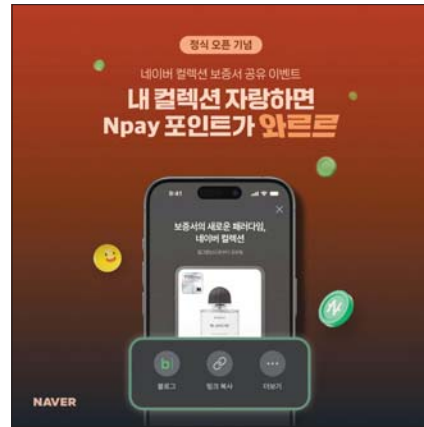 정식 오픈 기념
네이버 컬렉션 보증서 공유 이벤트
내 컬렉션 자랑하면
Npay 포인트가 와르르
9:41
보증서의 새로운 패러다임,
네이버 컬렉션
블로그
링크 복사
더보기
NAVER